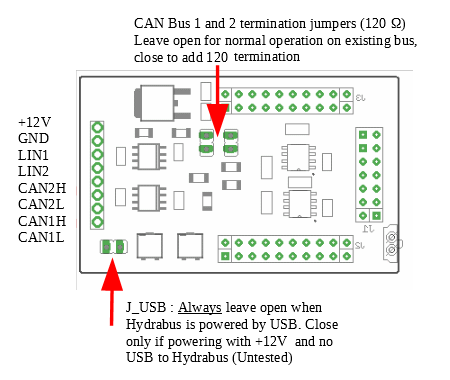 CAN Bus 1 and 2 termination jumpers (120 Ω)
Leave open for normal operation on existing bus,
close to add 120 termination
J3
+12V
GND
LIN1
LIN2
CAN2H
CAN2L
CAN1H
CAN1L
J1
J2
J_USB : Always leave open when
Hydrabus is powered by USB. Close
only if powering with +12V and no
USB to Hydrabus (Untested)